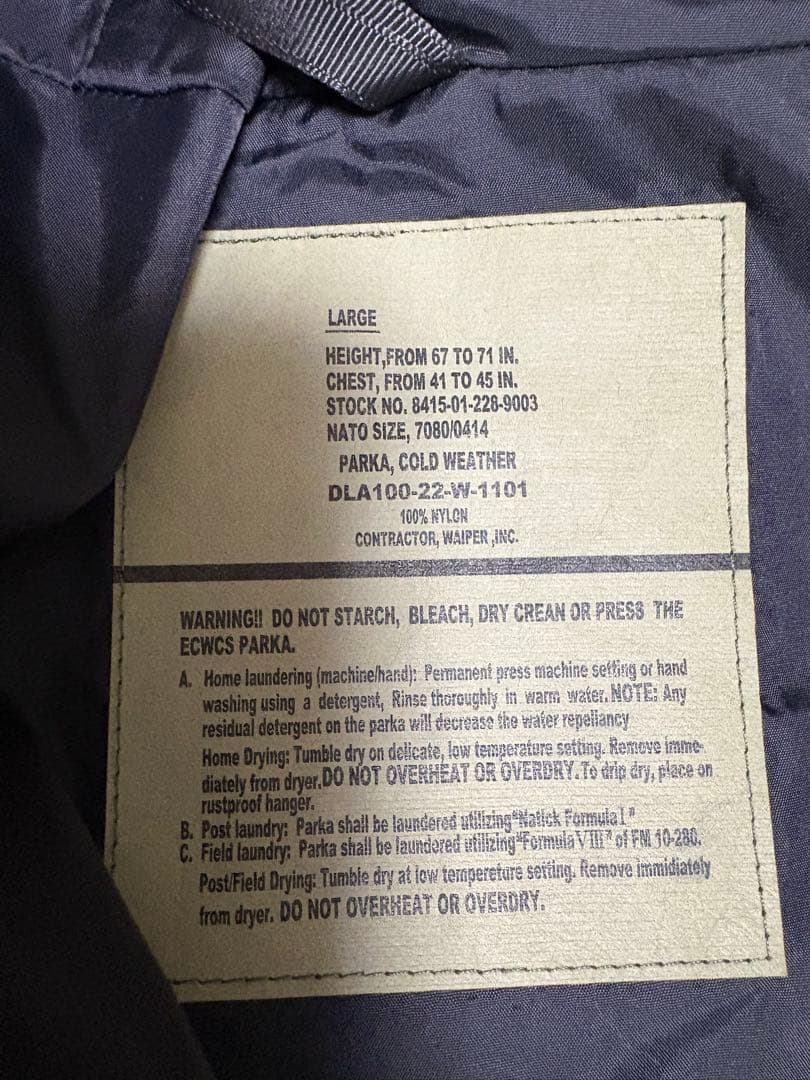 LARGE
HEIGHT,FROM 67 TO 71 IN.
CHEST, FROM 41 TO 45 IN.
STOCK NO. 8415-01-228-9003
NATO SIZE, 7080/0414
PARKA, COLD WEATHER
DLA100-22-W-1101
100% NYLON
CONTRACTOR, WAIPER ,INC.
WARNING!! DO NOT STARCH, BLEACH, DRY CREAN OR PRESS THE
ECWCS PARKA.
A. Home laundering (machine/hand): Permanent press machine setting or hand
washing using a detergent, Rinse thoroughly in warm water. NOTE: Any
residual detergent on the parka will decrease the water repellancy
Home Drying: Tumble dry on delicate, low temperature setting. Remove imme-
diately from dryer. DO NOT OVERHEAT OR OVERDRY. To drip dry, place on
rustproof hanger.
B. Post laundry: Parka shall be laundered utilizing "Natick Formula I"
C. Field laundry: Parka shall be laundered utilizing "Formula VIII" of FM 10-280.
Post/Field Drying: Tumble dry at low tempereture setting. Remove immidiately
from dryer. DO NOT OVERHEAT OR OVERDRY.